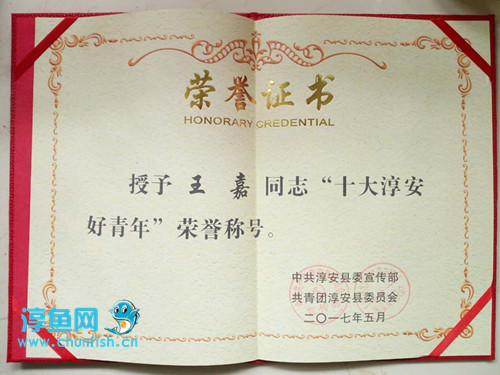 荣誉证书
HONORARY CREDENTIAL
授予 王 嘉 同志“十大淳安
好青年”荣誉称号。
中共淳安县委宣传部
共青团淳安县委员会
二〇一七年五月
淳鱼网
www.chunfish.cn